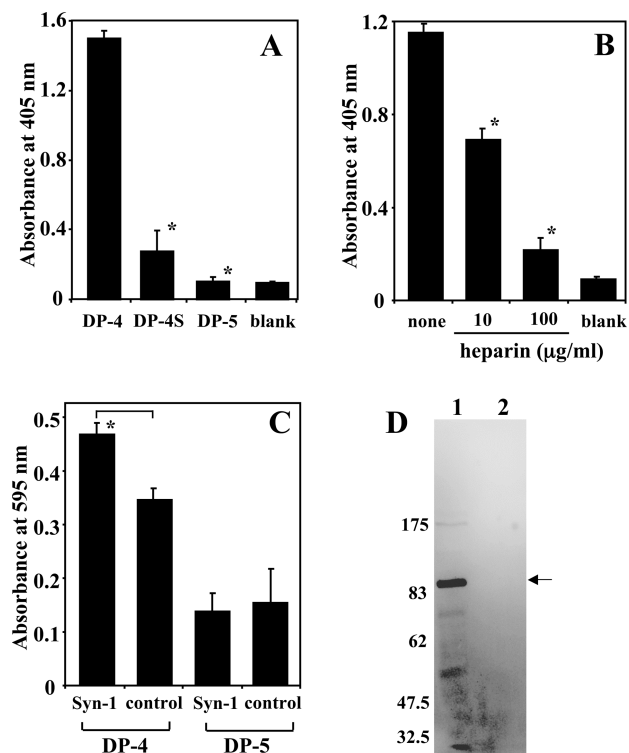 A
Absorbance at 405 nm
1.6
1.2
0.8
0.4
0
*
*
DP-4 DP-4S DP-5 blank
B
Absorbance at 405 nm
1.2
0.8
0.4
0
*
*
none 10 100 blank
heparin (μg/ml)
C
Absorbance at 595 nm
0.5
0.4
0.3
0.2
0.1
0
*
Syn-1 control Syn-1 control
DP-4 DP-5
D
1 2
175
83
62
47.5
32.5